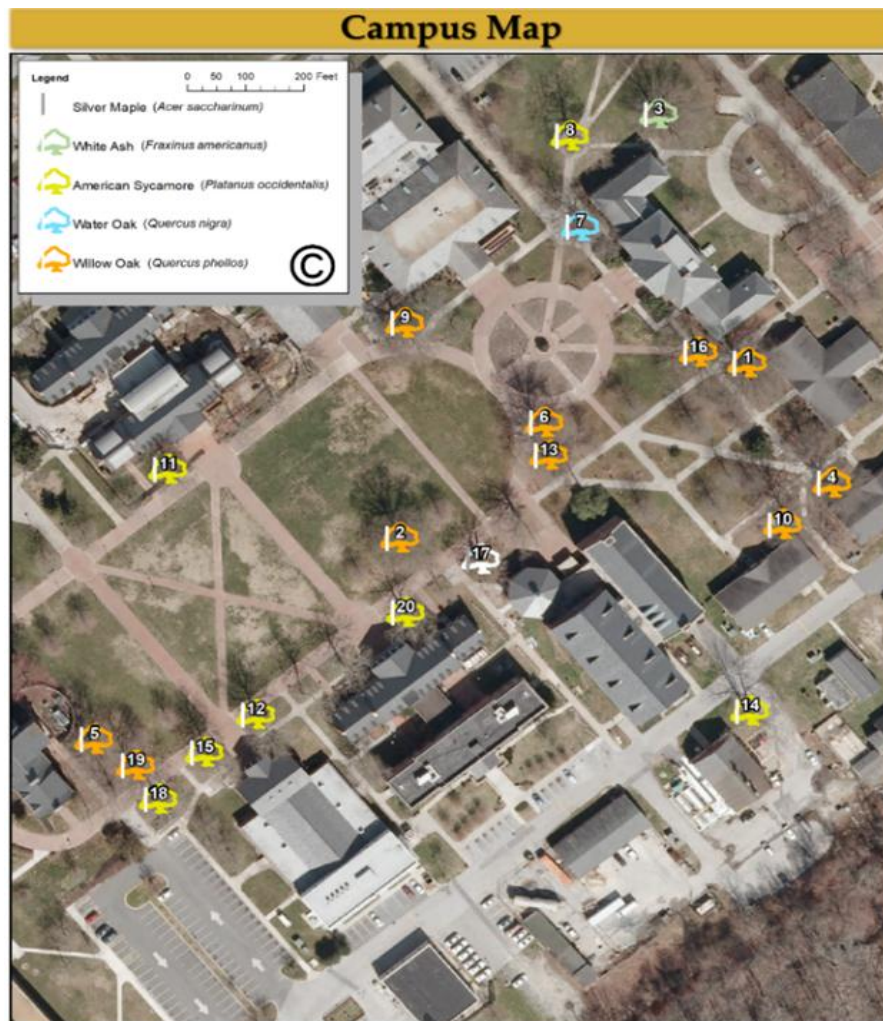 Campus Map
Legend
0 50 100 200 Feet
Silver Maple (Acer saccharinum)
White Ash (Fraxinus americanus)
American Sycamore (Platanus occidentalis)
Water Oak (Quercus nigra)
Willow Oak (Quercus phellos)
©
3
8
7
9
16
1
6
13
11
4
10
2
17
20
12
14
5
15
19
18